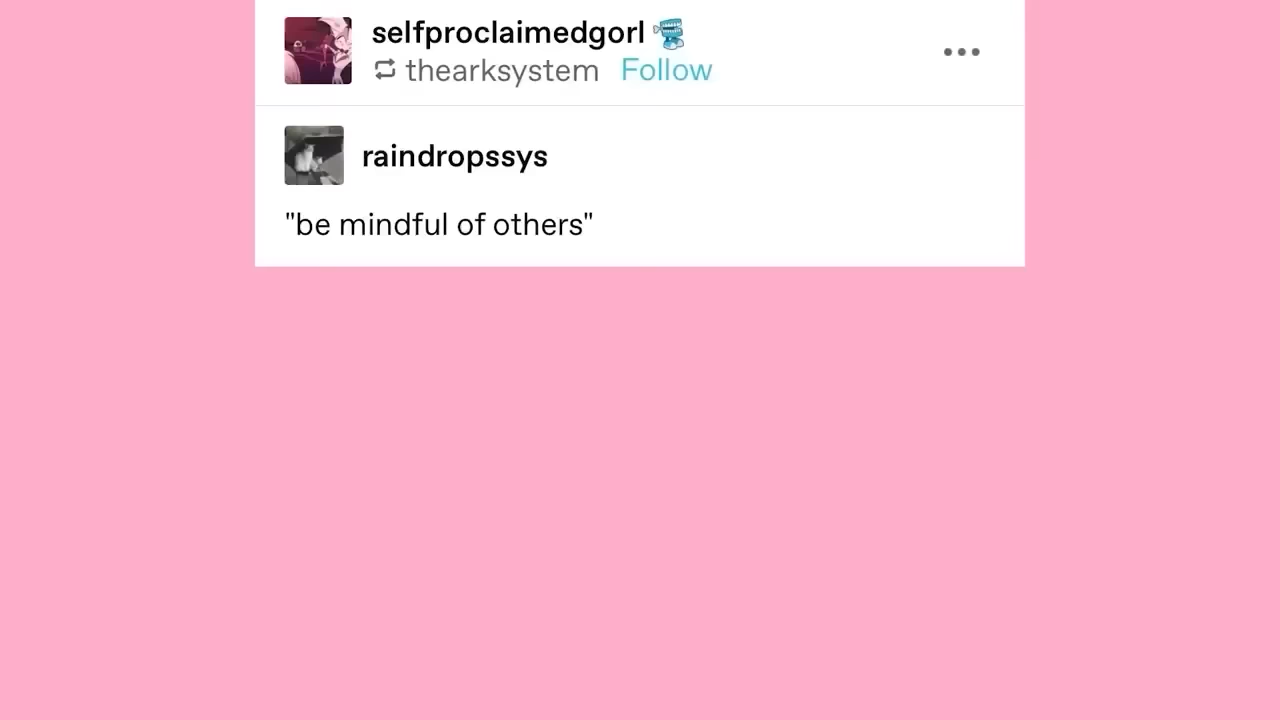 selfproclaimedgorl
thearksystem Follow
raindropssys
"be mindful of others"